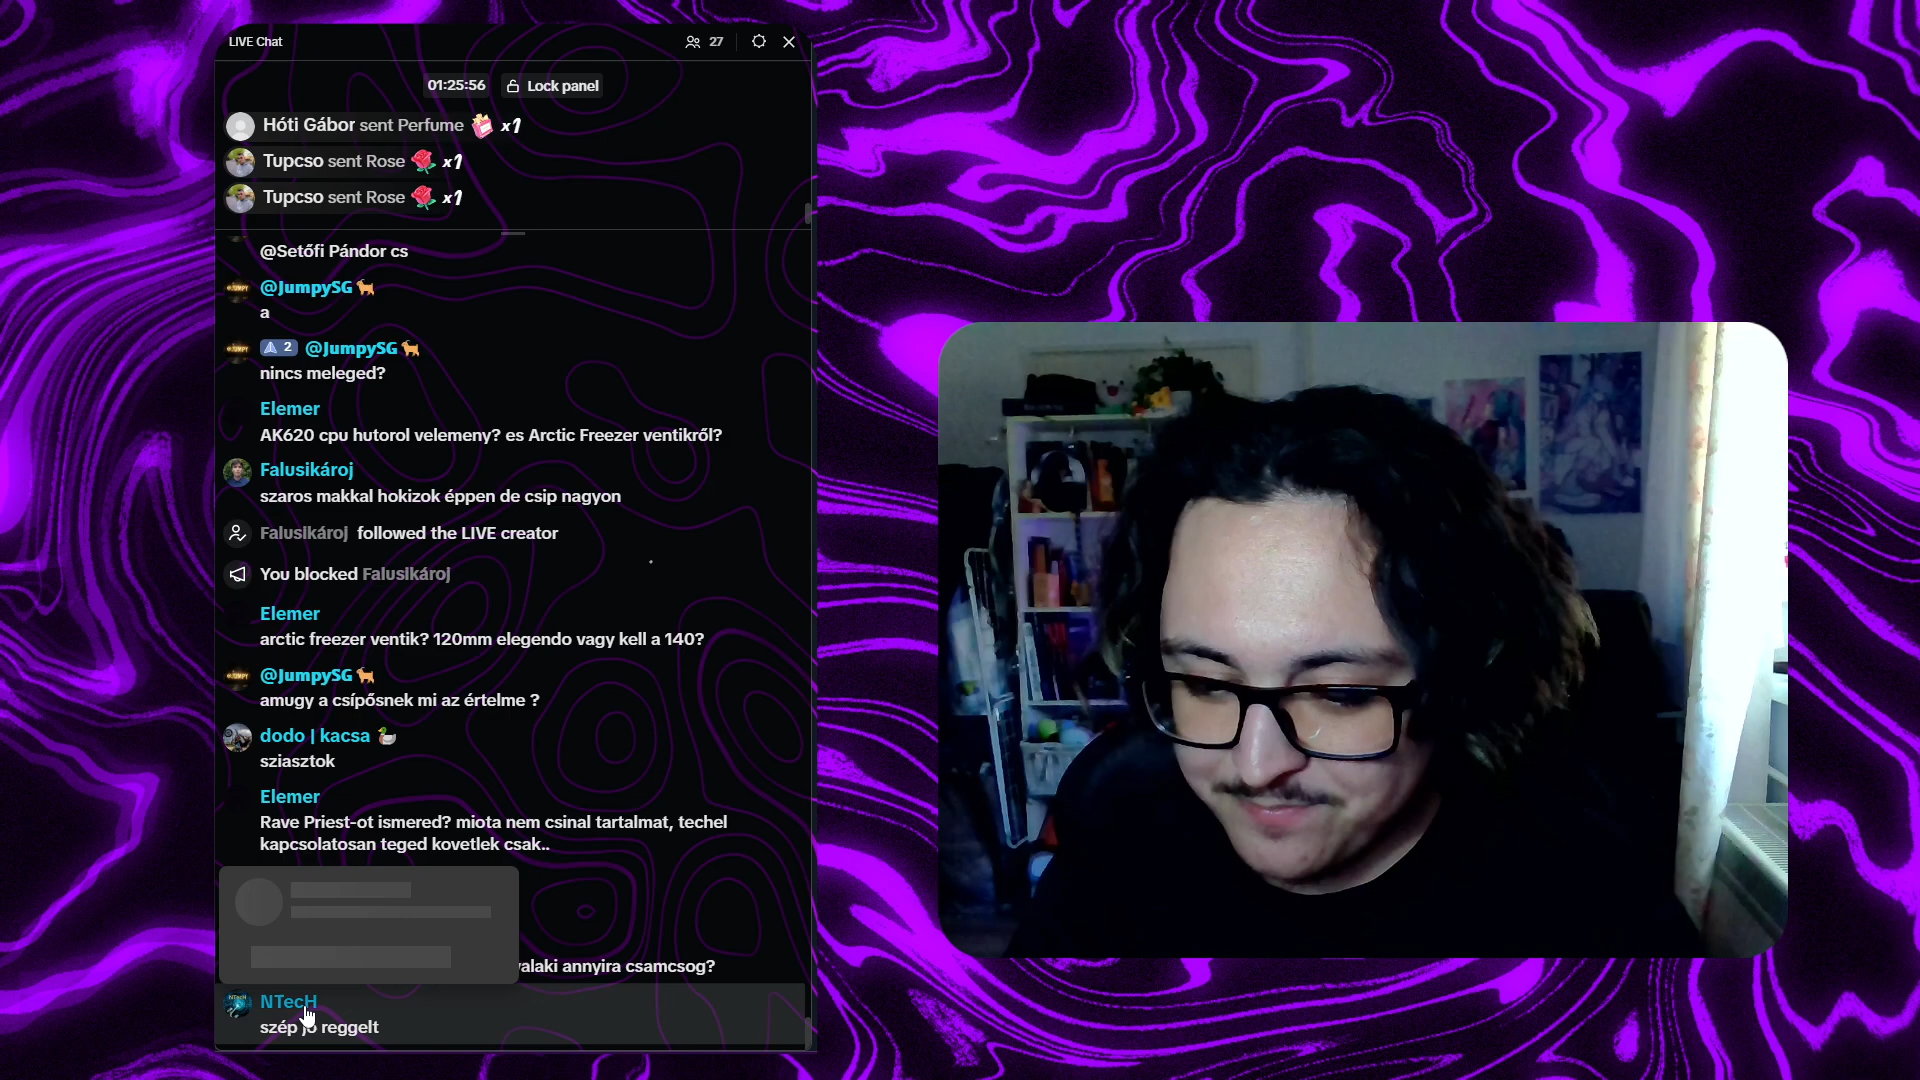 LIVE Chat
27
01:25:56
Lock panel
Hóti Gábor sent Perfume x1
Tupcso sent Rose x1
Tupcso sent Rose x1
@Setőfi Pándor cs
@JumpySG
a
2 @JumpySG
nincs meleged?
Elemer
AK620 cpu hutorol velemeny? es Arctic Freezer ventikről?
Falusikároj
szaros makkal hokizok éppen de csip nagyon
Falusikároj followed the LIVE creator
You blocked Falusikároj
Elemer
arctic freezer ventik? 120mm elegendo vagy kell a 140?
@JumpySG
amugy a csípősnek mi az értelme ?
dodo | kacsa
sziasztok
Elemer
Rave Priest-ot ismered? miota nem csinal tartalmat, techel
kapcsolatosan teged kovetlek csak..
valaki annyira csamcsog?
NTecH
szép jó reggelt